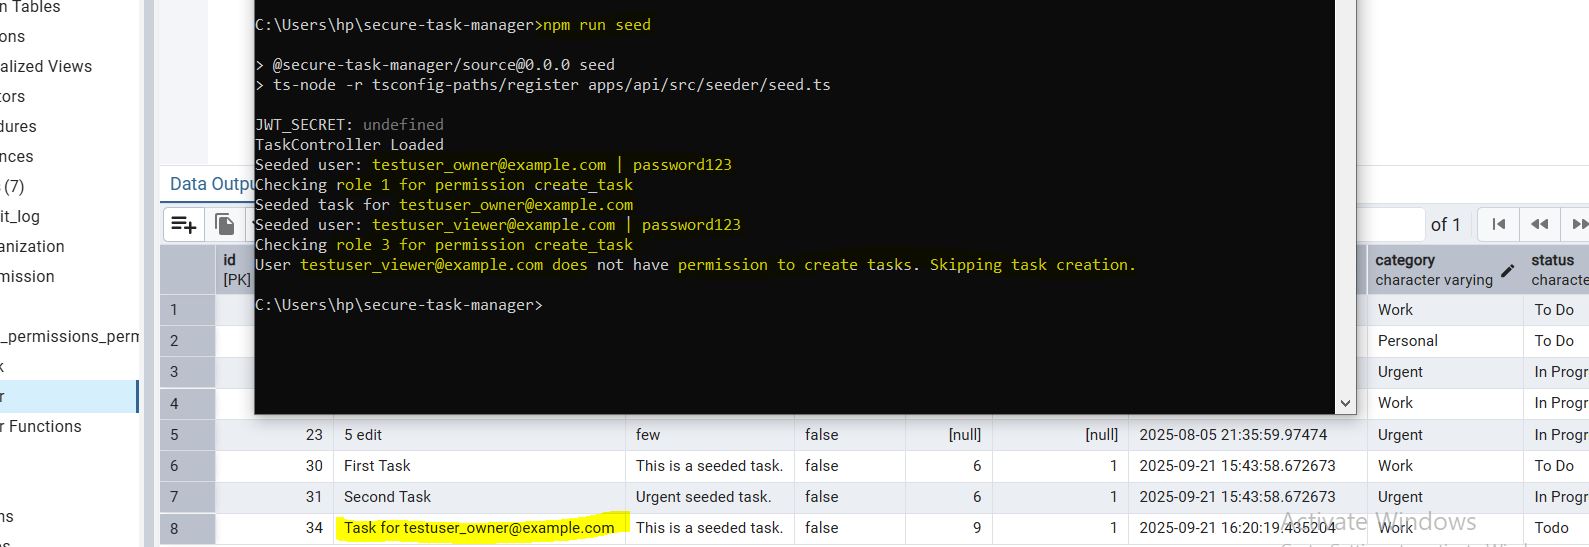 n Tables
ons
alized Views
tors
dures
nces
(7)
it_log
anization
mission
_permissions_perm
k
r
r Functions
ns
C:\Users\hp\secure-task-manager>npm run seed
> @secure-task-manager/source@0.0.0 seed
> ts-node -r tsconfig-paths/register apps/api/src/seeder/seed.ts
JWT_SECRET: undefined
TaskController Loaded
Seeded user: testuser_owner@example.com | password123
Checking role 1 for permission create_task
Seeded task for testuser_owner@example.com
Seeded user: testuser_viewer@example.com | password123
Checking role 3 for permission create_task
User testuser_viewer@example.com does not have permission to create tasks. Skipping task creation.
C:\Users\hp\secure-task-manager>
Data Outpu
of 1
id
[PK]
category
character varying
status
characte
1 Work To Do
2 Personal To Do
3 Urgent In Progr
4 Work In Progr
5 23 5 edit few false [null] [null] 2025-08-05 21:35:59.97474 Urgent In Progr
6 30 First Task This is a seeded task. false 6 1 2025-09-21 15:43:58.672673 Work To Do
7 31 Second Task Urgent seeded task. false 6 1 2025-09-21 15:43:58.672673 Urgent In Progr
8 34 Task for testuser_owner@example.com This is a seeded task. false 9 1 2025-09-21 16:20:19.435204 Work Todo
Activate Windows